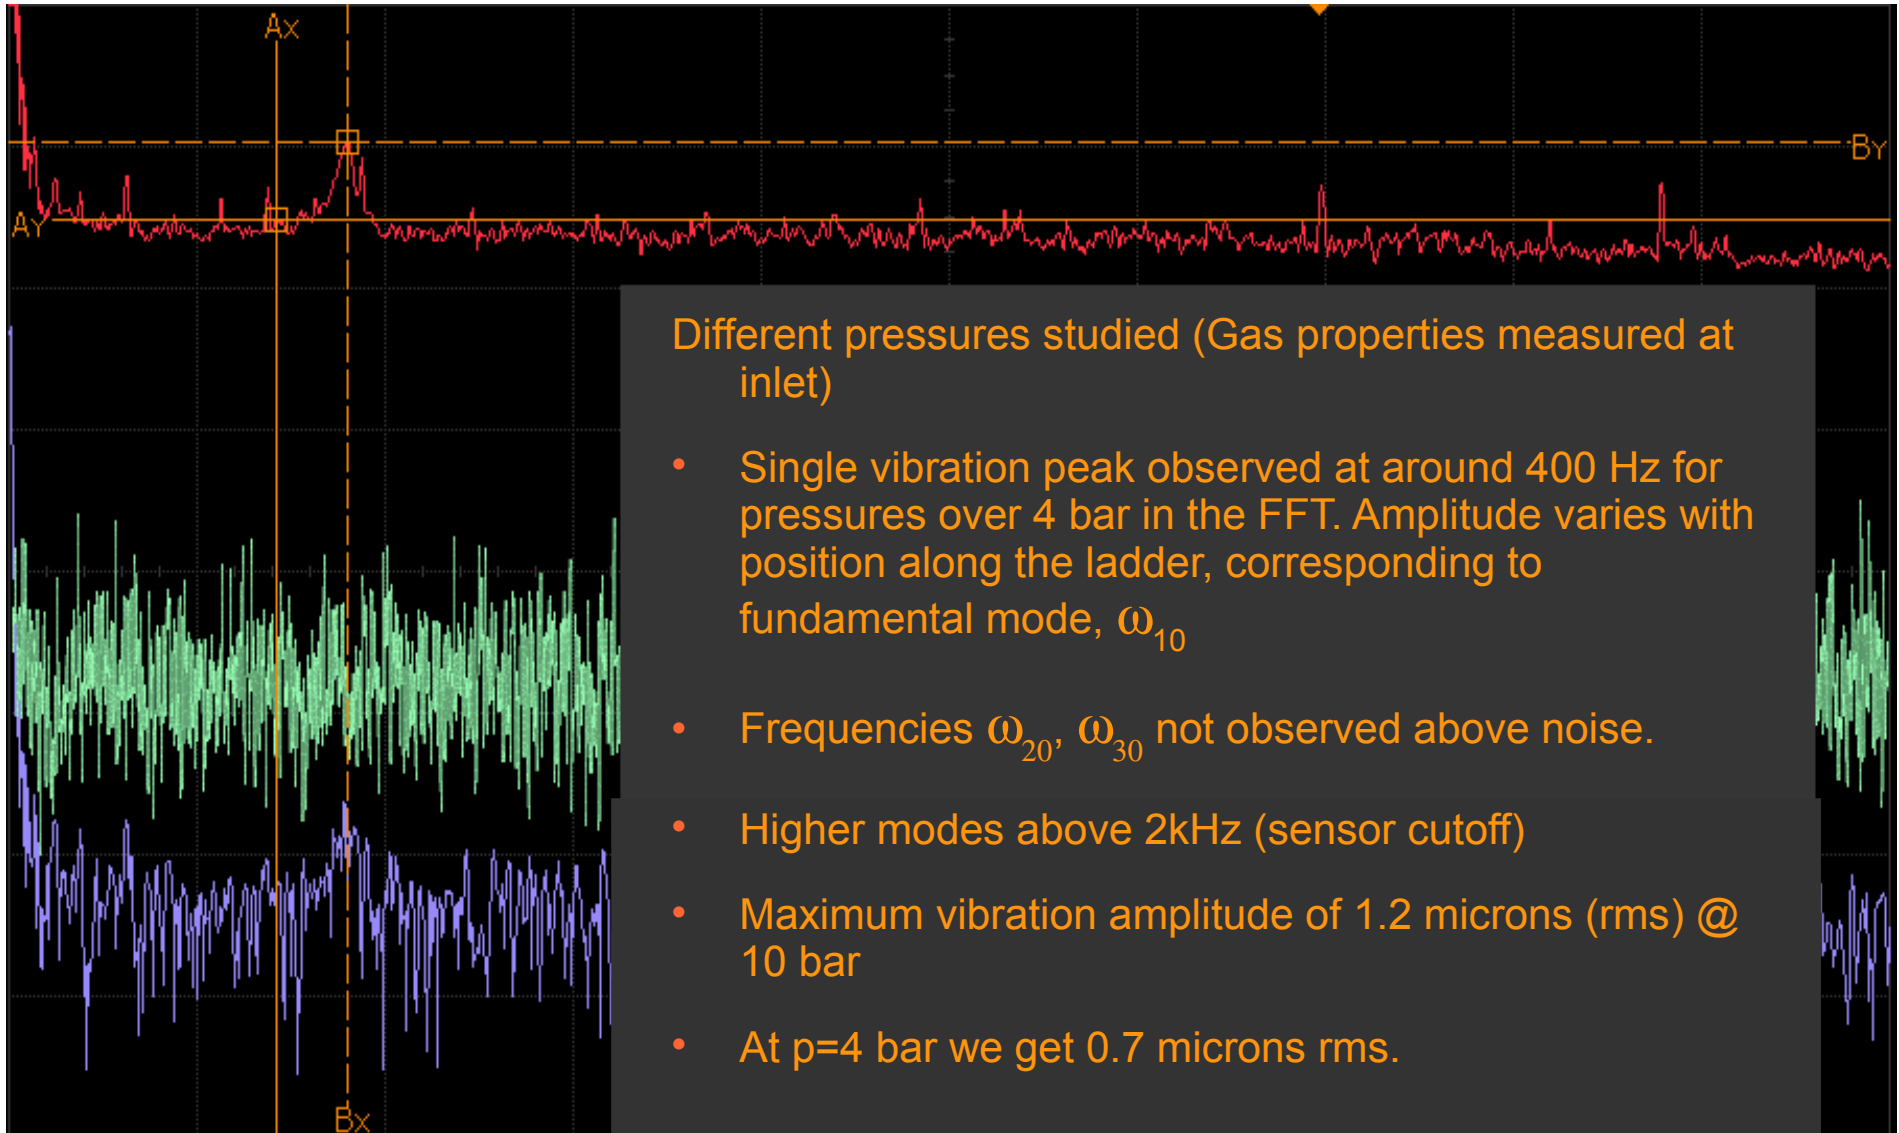 Ax
BY
AY
Different pressures studied (Gas properties measured at
inlet)
• Single vibration peak observed at around 400 Hz for
pressures over 4 bar in the FFT. Amplitude varies with
position along the ladder, corresponding to
fundamental mode, ω10
• Frequencies ω20, ω30 not observed above noise.
• Higher modes above 2kHz (sensor cutoff)
• Maximum vibration amplitude of 1.2 microns (rms) @
10 bar
• At p=4 bar we get 0.7 microns rms.
Bx